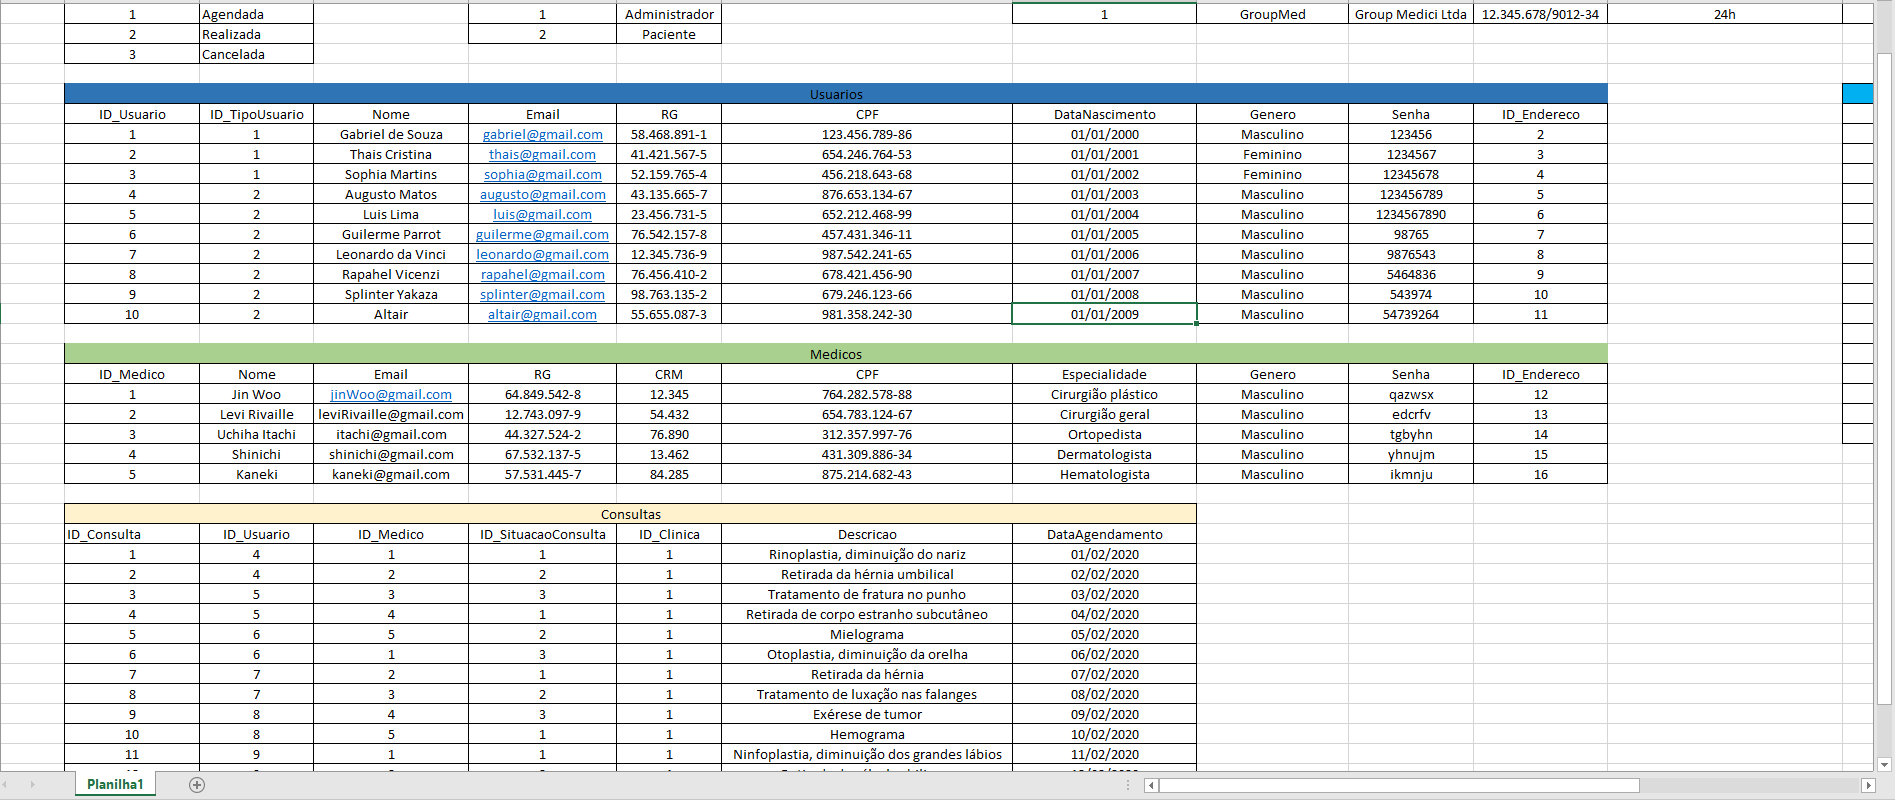 1 Agendada 1 Administrador 1 GroupMed Group Medici Ltda 12.345.678/9012-34 24h
2 Realizada 2 Paciente
3 Cancelada
Usuarios
ID_Usuario ID_TipoUsuario Nome Email RG CPF DataNascimento Genero Senha ID_Endereco
1 1 Gabriel de Souza gabriel@gmail.com 58.468.891-1 123.456.789-86 01/01/2000 Masculino 123456 2
2 1 Thais Cristina thais@gmail.com 41.421.567-5 654.246.764-53 01/01/2001 Feminino 1234567 3
3 1 Sophia Martins sophia@gmail.com 52.159.765-4 456.218.643-68 01/01/2002 Feminino 12345678 4
4 2 Augusto Matos augusto@gmail.com 43.135.665-7 876.653.134-67 01/01/2003 Masculino 123456789 5
5 2 Luis Lima luis@gmail.com 23.456.731-5 652.212.468-99 01/01/2004 Masculino 1234567890 6
6 2 Guilerme Parrot guilerme@gmail.com 76.542.157-8 457.431.346-11 01/01/2005 Masculino 98765 7
7 2 Leonardo da Vinci leonardo@gmail.com 12.345.736-9 987.542.241-65 01/01/2006 Masculino 9876543 8
8 2 Rapahel Vicenzi rapahel@gmail.com 76.456.410-2 678.421.456-90 01/01/2007 Masculino 5464836 9
9 2 Splinter Yakaza splinter@gmail.com 98.763.135-2 679.246.123-66 01/01/2008 Masculino 543974 10
10 2 Altair altair@gmail.com 55.655.087-3 981.358.242-30 01/01/2009 Masculino 54739264 11
Medicos
ID_Medico Nome Email RG CRM CPF Especialidade Genero Senha ID_Endereco
1 Jin Woo jinWoo@gmail.com 64.849.542-8 12.345 764.282.578-88 Cirurgião plástico Masculino qazwsx 12
2 Levi Rivaille leviRivaille@gmail.com 12.743.097-9 54.432 654.783.124-67 Cirurgião geral Masculino edcrfv 13
3 Uchiha Itachi itachi@gmail.com 44.327.524-2 76.890 312.357.997-76 Ortopedista Masculino tgbyhn 14
4 Shinichi shinichi@gmail.com 67.532.137-5 13.462 431.309.886-34 Dermatologista Masculino yhnujm 15
5 Kaneki kaneki@gmail.com 57.531.445-7 84.285 875.214.682-43 Hematologista Masculino ikmnju 16
Consultas
ID_Consulta ID_Usuario ID_Medico ID_SituacaoConsulta ID_Clinica Descricao DataAgendamento
1 4 1 1 1 Rinoplastia, diminuição do nariz 01/02/2020
2 4 2 2 1 Retirada da hérnia umbilical 02/02/2020
3 5 3 3 1 Tratamento de fratura no punho 03/02/2020
4 5 4 1 1 Retirada de corpo estranho subcutâneo 04/02/2020
5 6 5 2 1 Mielograma 05/02/2020
6 6 1 3 1 Otoplastia, diminuição da orelha 06/02/2020
7 7 2 1 1 Retirada da hérnia 07/02/2020
8 7 3 2 1 Tratamento de luxação nas falanges 08/02/2020
9 8 4 3 1 Exérese de tumor 09/02/2020
10 8 5 1 1 Hemograma 10/02/2020
11 9 1 1 1 Ninfoplastia, diminuição dos grandes lábios 11/02/2020
Planilha1